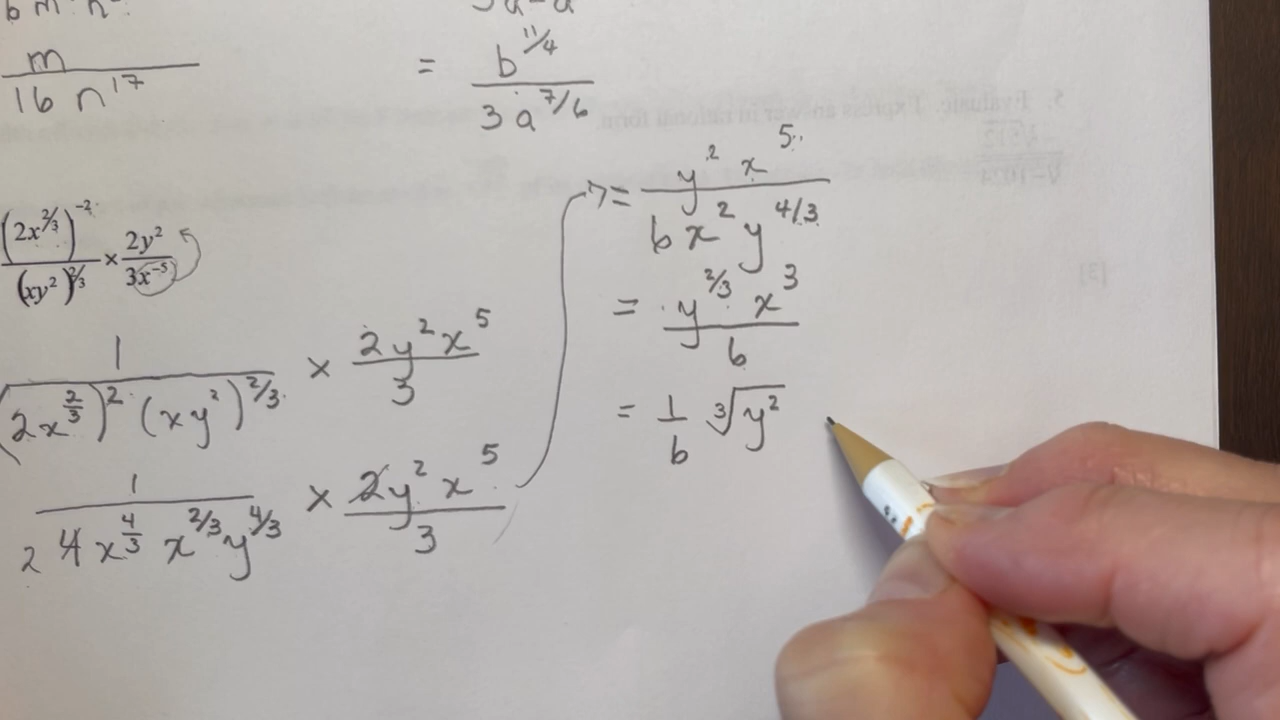 m / 16 n^17
= b^11/4 / 3a^7/6
(2x^2/3)^-2 / (xy^2)^2/3 × 2y^2 / 3x^-5
1 / (2x^2/3)^2 (xy^2)^2/3 × 2y^2 x^5 / 3
1 / 2 4x^4/3 x^2/3 y^4/3 × 2y^2 x^5 / 3
= y^2 x^5 / 6 x^2 y^4/3
= y^2/3 x^3 / 6
= 1/6 ∛y^2
5. Evaluate. Express answer in rational form.
[3]